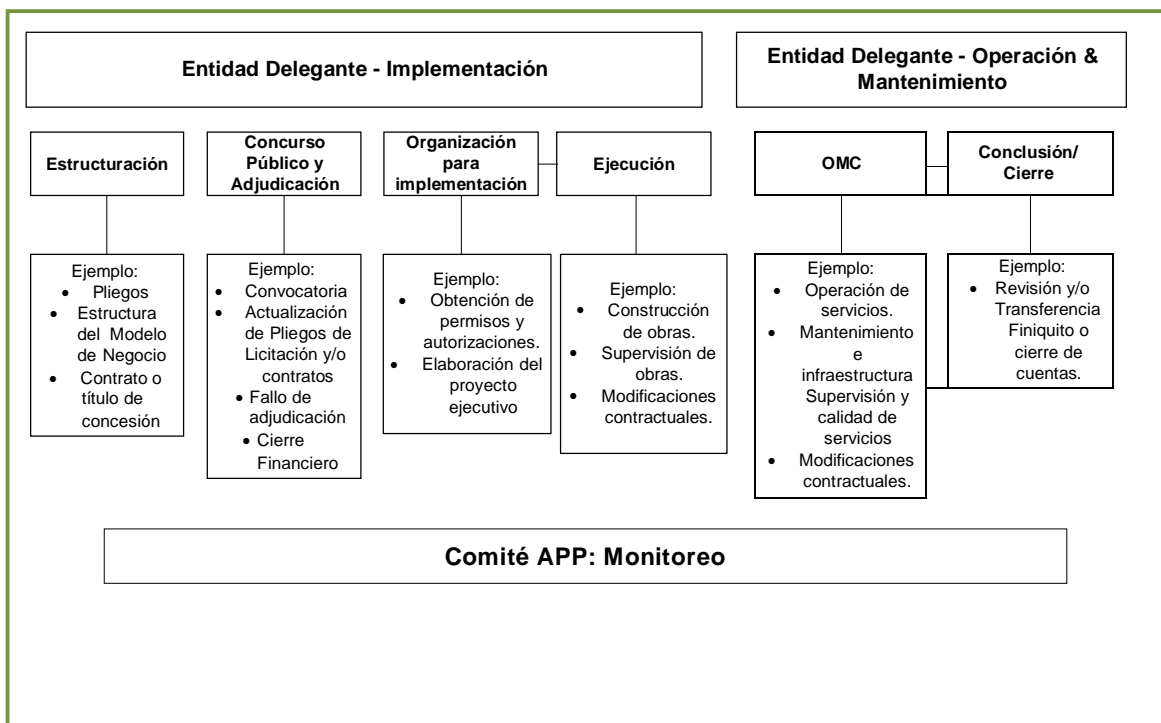 Entidad Delegante - Implementación
Entidad Delegante - Operación &
Mantenimiento
Estructuración
Concurso
Público y
Adjudicación
Organización
para
implementación
Ejecución
OMC
Conclusión/
Cierre
Ejemplo:
• Pliegos
• Estructura
del Modelo
de Negocio
• Contrato o
título de
concesión
Ejemplo:
• Convocatoria
• Actualización
de Pliegos de
Licitación y/o
contratos
• Fallo de
adjudicación
• Cierre
Financiero
Ejemplo:
• Obtención de
permisos y
autorizaciones.
• Elaboración del
proyecto
ejecutivo
Ejemplo:
• Construcción
de obras.
• Supervisión de
obras.
• Modificaciones
contractuales.
Ejemplo:
• Operación de
servicios.
• Mantenimiento
e
infraestructura
Supervisión y
calidad de
servicios
• Modificaciones
contractuales.
Ejemplo:
• Revisión y/o
Transferencia
Finiquito o
cierre de
cuentas.
Comité APP: Monitoreo